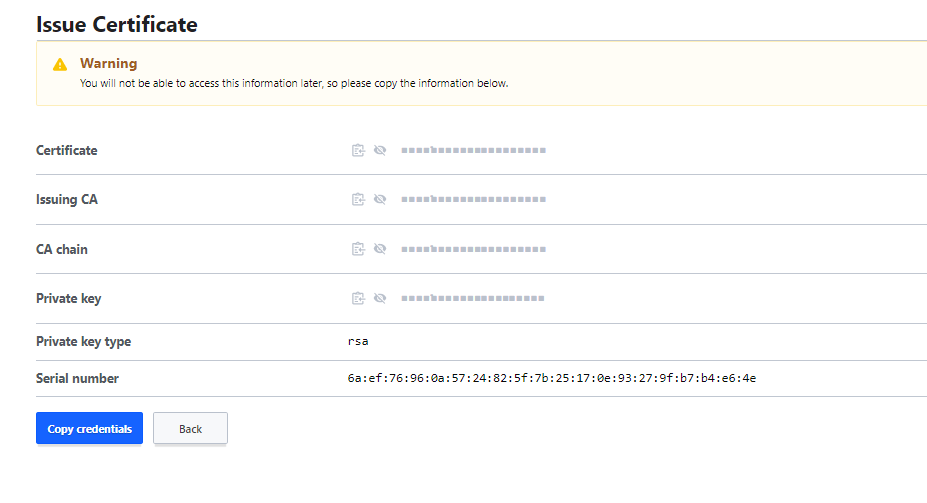 Issue Certificate
Warning
You will not be able to access this information later, so please copy the information below.
Certificate
Issuing CA
CA chain
Private key
Private key type rsa
Serial number 6a:ef:76:96:0a:57:24:82:5f:7b:25:17:0e:93:27:9f:b7:b4:e6:4e
Copy credentials Back